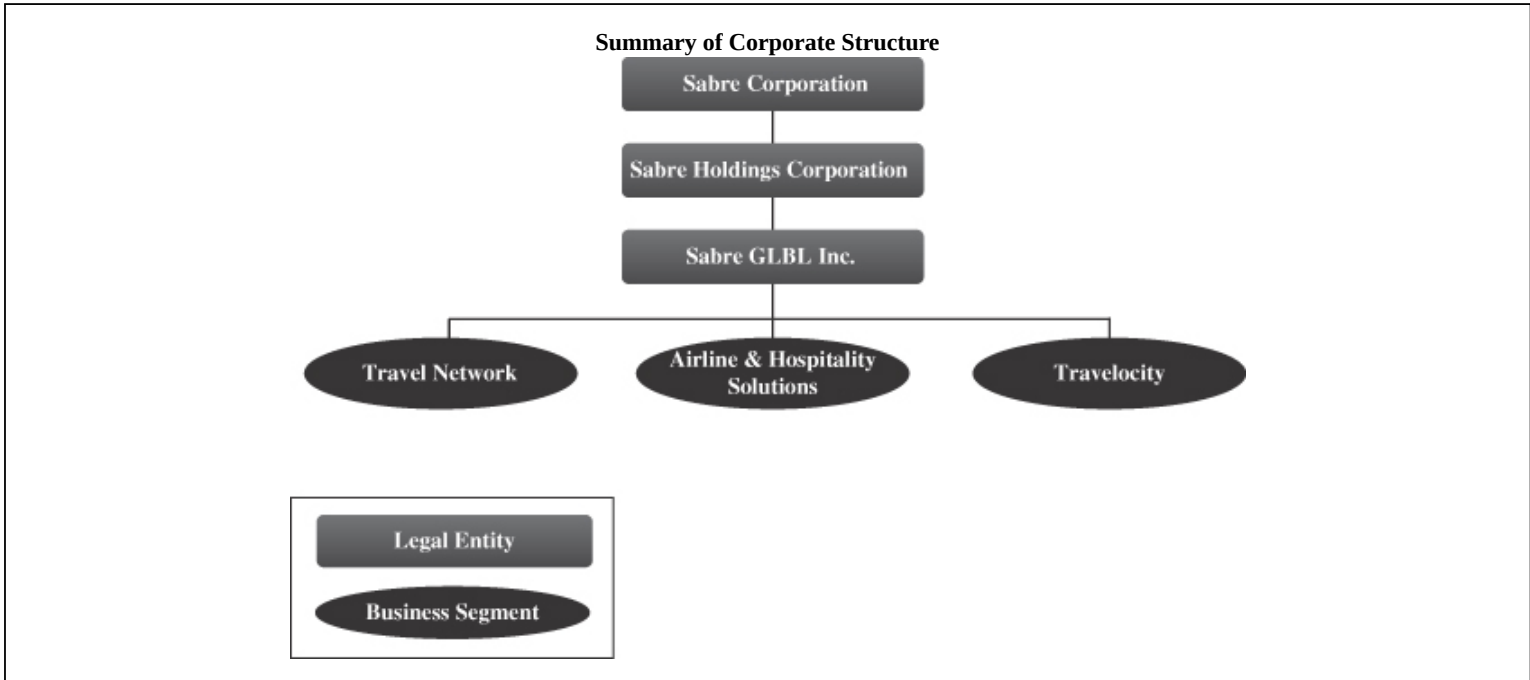 Summary of Corporate Structure
Sabre Corporation
Sabre Holdings Corporation
Sabre GLBL Inc.
Travel Network
Airline & Hospitality
Solutions
Travelocity
Legal Entity
Business Segment